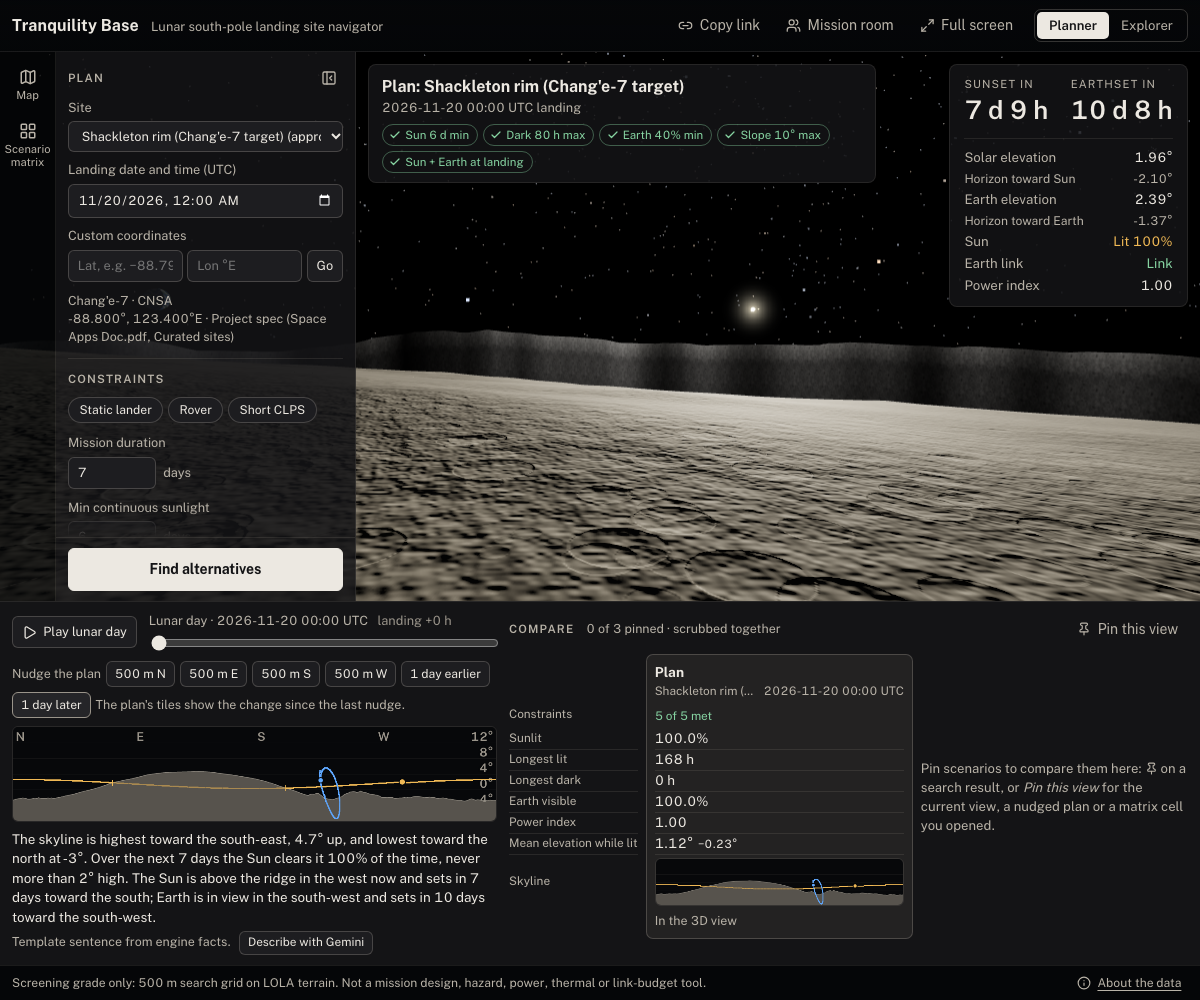 Tranquility Base Lunar south-pole landing site navigator
Copy link Mission room Full screen Planner Explorer
Map
Scenario matrix
PLAN
Site
Shackleton rim (Chang'e-7 target) (appro
Landing date and time (UTC)
11/20/2026, 12:00 AM
Custom coordinates
Lat, e.g. −88.79 Lon °E Go
Chang'e-7 · CNSA
-88.800°, 123.400°E · Project spec (Space
Apps Doc.pdf, Curated sites)
CONSTRAINTS
Static lander Rover Short CLPS
Mission duration
7 days
Min continuous sunlight
Find alternatives
Plan: Shackleton rim (Chang'e-7 target)
2026-11-20 00:00 UTC landing
Sun 6 d min Dark 80 h max Earth 40% min Slope 10° max
Sun + Earth at landing
SUNSET IN EARTHSET IN
7 d 9 h 10 d 8 h
Solar elevation 1.96°
Horizon toward Sun -2.10°
Earth elevation 2.39°
Horizon toward Earth -1.37°
Sun Lit 100%
Earth link Link
Power index 1.00
Play lunar day
Lunar day · 2026-11-20 00:00 UTC landing +0 h
Nudge the plan 500 m N 500 m E 500 m S 500 m W 1 day earlier
1 day later The plan's tiles show the change since the last nudge.
N E S W 12°
8°
4°
0°
-4°
The skyline is highest toward the south-east, 4.7° up, and lowest toward the
north at -3°. Over the next 7 days the Sun clears it 100% of the time, never
more than 2° high. The Sun is above the ridge in the west now and sets in 7
days toward the south; Earth is in view in the south-west and sets in 10 days
toward the south-west.
Template sentence from engine facts. Describe with Gemini
COMPARE 0 of 3 pinned · scrubbed together Pin this view
Plan
Shackleton rim (... 2026-11-20 00:00 UTC
Constraints 5 of 5 met
Sunlit 100.0%
Longest lit 168 h
Longest dark 0 h
Earth visible 100.0%
Power index 1.00
Mean elevation while lit 1.12° −0.23°
Skyline
In the 3D view
Pin scenarios to compare them here: on a
search result, or Pin this view for the
current view, a nudged plan or a matrix cell
you opened.
Screening grade only: 500 m search grid on LOLA terrain. Not a mission design, hazard, power, thermal or link-budget tool. About the data